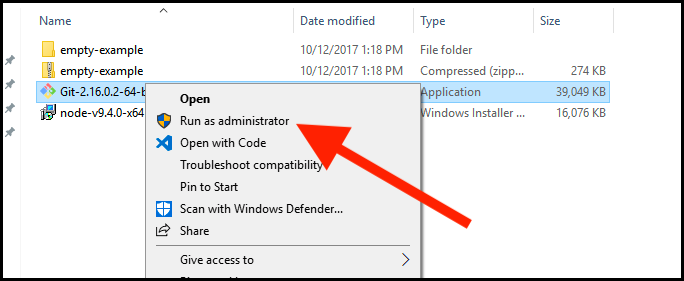 Name Date modified Type Size
empty-example 10/12/2017 1:18 PM File folder
empty-example 10/12/2017 1:18 PM Compressed (zipp... 274 KB
Git-2.16.0.2-64-b Application 39,049 KB
node-v9.4.0-x64 Windows Installer ... 16,076 KB
Open
Run as administrator
Open with Code
Troubleshoot compatibility
Pin to Start
Scan with Windows Defender...
Share
Give access to